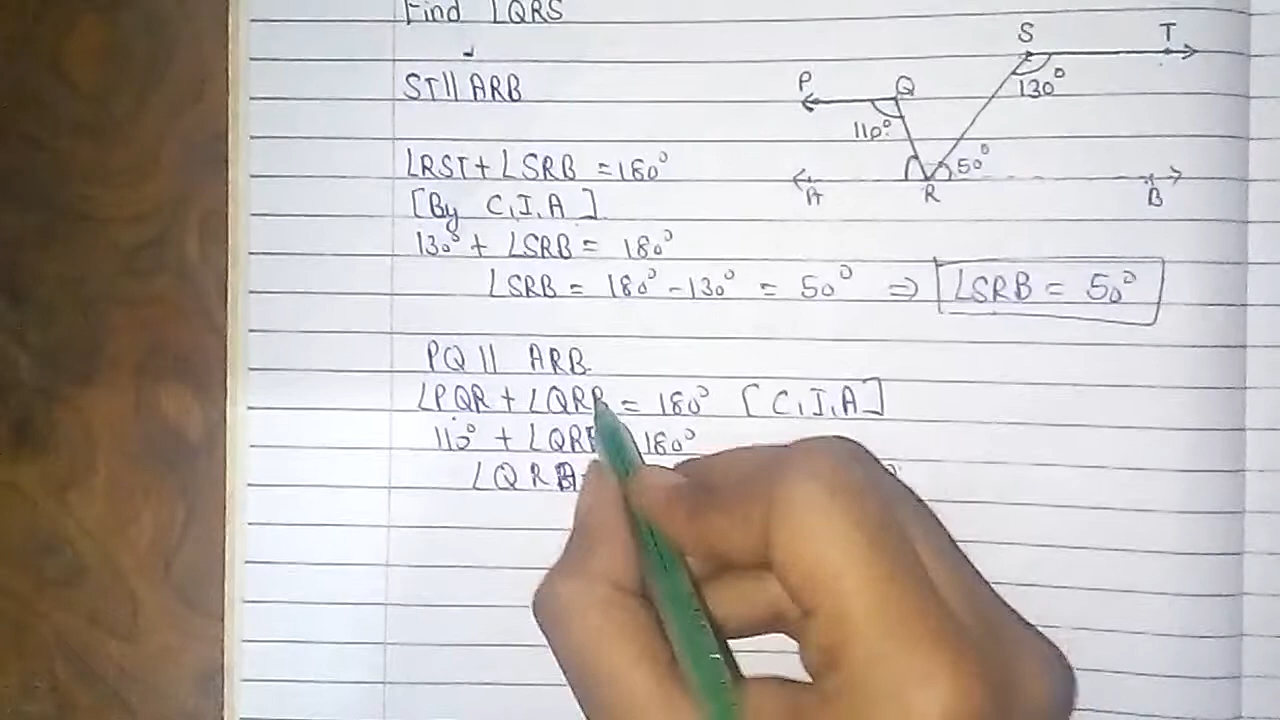 Find ∠QRS
ST || ARB
∠RST + ∠SRB = 180°
[By C.I.A]
130° + ∠SRB = 180°
∠SRB = 180° - 130° = 50° ⇒ ∠SRB = 50°
PQ || ARB
∠PQR + ∠QRB = 180° [C.I.A]
110° + 180°
S T
130°
P Q
110°
50°
A R B